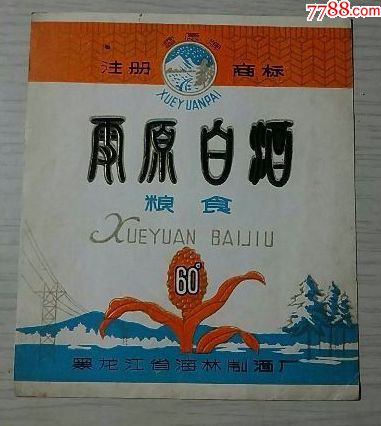 7788.com
雪原牌
注册 商标
XUEYUANPAI
雪原白酒
粮食
XUEYUAN BAIJIU
60°
黑龙江省海林制酒厂